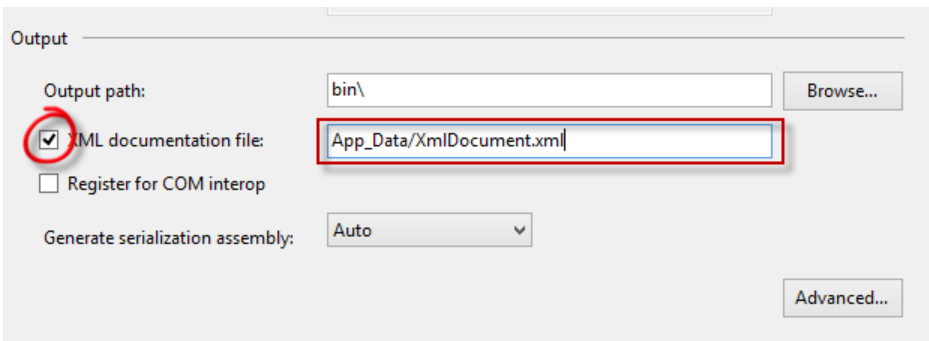 Output
Output path:
bin\
Browse...
XML documentation file:
App_Data/XmlDocument.xml
Register for COM interop
Generate serialization assembly:
Auto
Advanced...